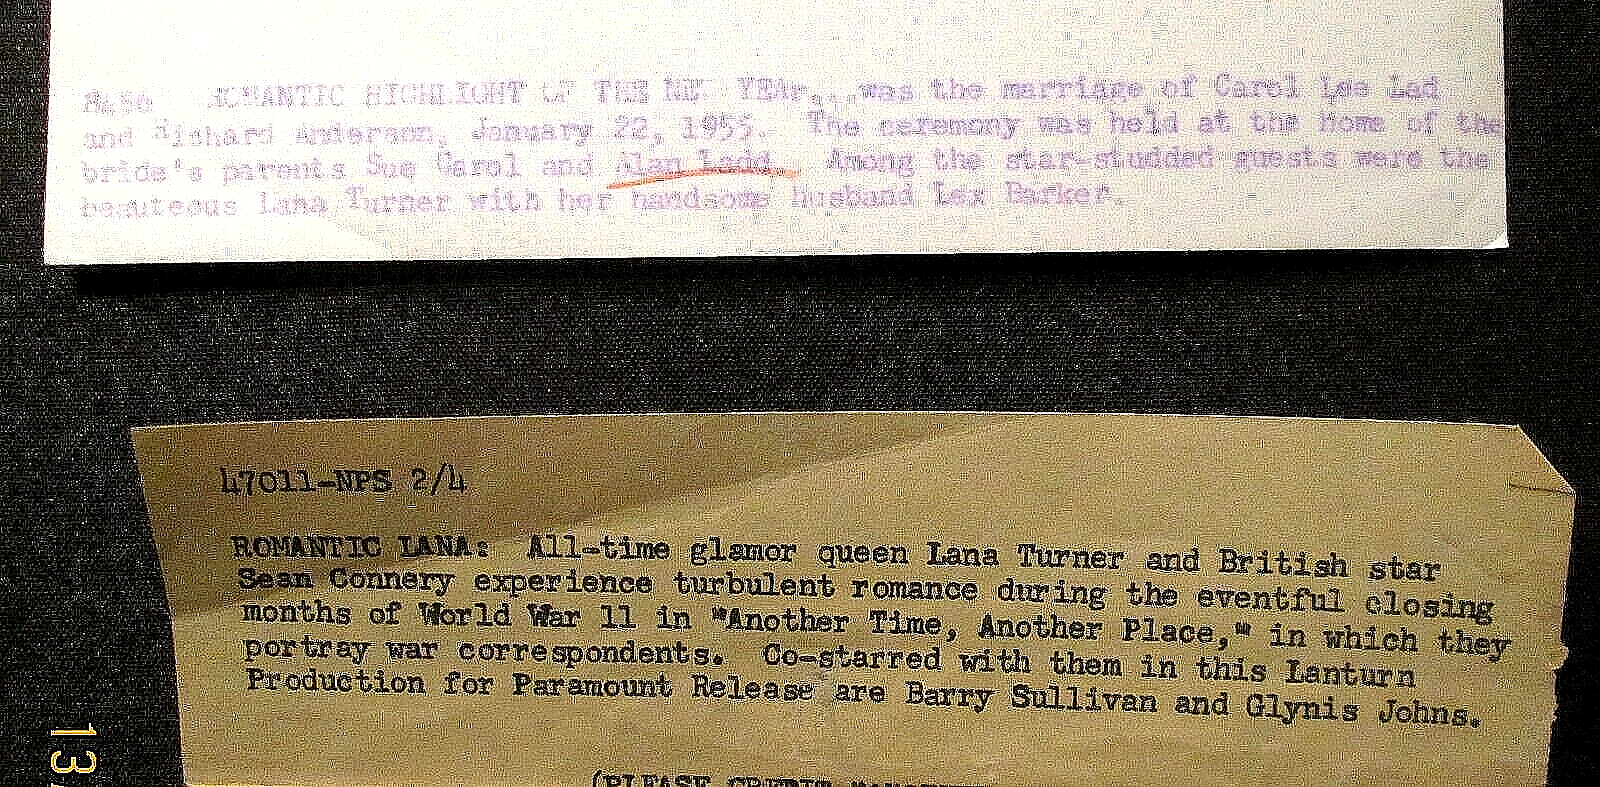 8450 ROMANTIC HIGHLIGHT OF THE NEW YEAR...was the marriage of Carol Lee Lad
and Richard Anderson, January 22, 1955. The ceremony was held at the home of the
bride's parents Sue Carol and Alan Ladd. Among the star-studded guests were the
beauteous Lana Turner with her handsome husband Lex Barker.
47011-NPS 2/4
ROMANTIC LANA: All-time glamor queen Lana Turner and British star
Sean Connery experience turbulent romance during the eventful closing
months of World War 11 in "Another Time, Another Place," in which they
portray war correspondents. Co-starred with them in this Lanturn
Production for Paramount Release are Barry Sullivan and Glynis Johns.
(PLEASE CREDIT
13